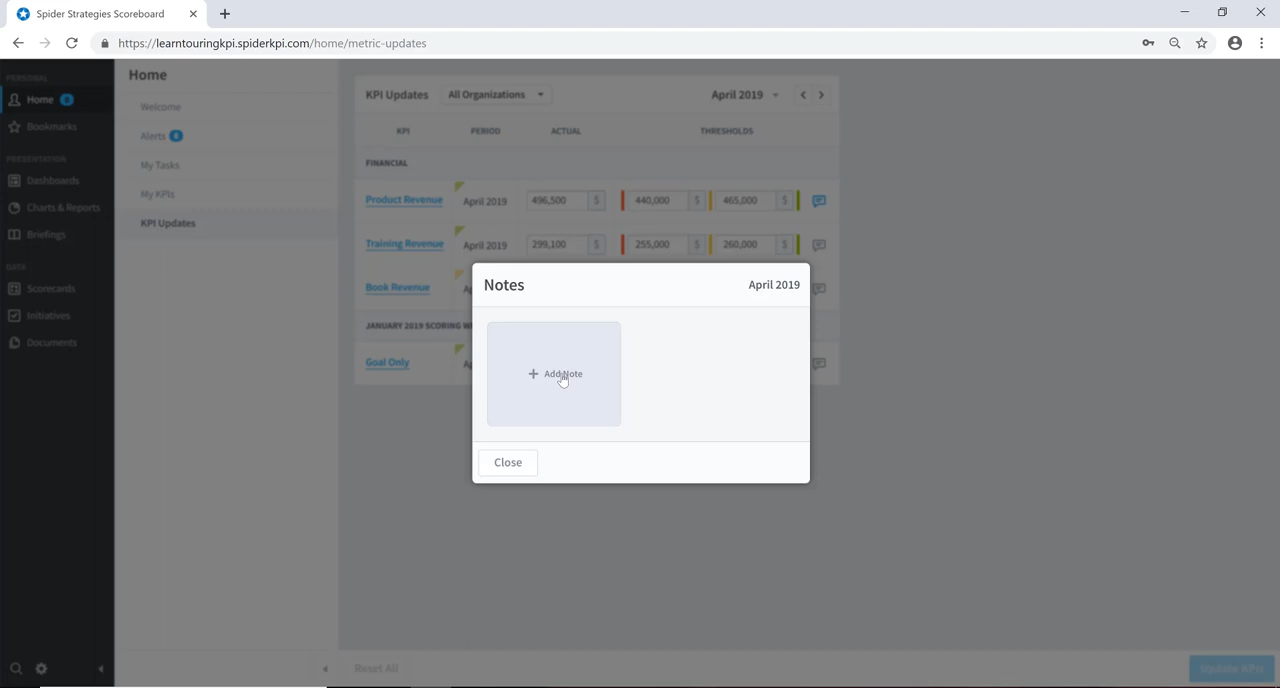 Spider Strategies Scoreboard
https://learntouringkpi.spiderkpi.com/home/metric-updates
PERSONAL
Home
Bookmarks
PRESENTATION
Dashboards
Charts & Reports
Briefings
DATA
Scorecards
Initiatives
Documents
Home
Welcome
Alerts
My Tasks
My KPIs
KPI Updates
KPI Updates All Organizations April 2019
KPI PERIOD ACTUAL THRESHOLDS
FINANCIAL
Product Revenue April 2019 496,500 $ 440,000 $ 465,000 $
Training Revenue April 2019 299,100 $ 255,000 $ 260,000 $
Book Revenue
JANUARY 2019 SCORING
Goal Only
Notes April 2019
+ Add Note
Close
Reset All Update KPIs